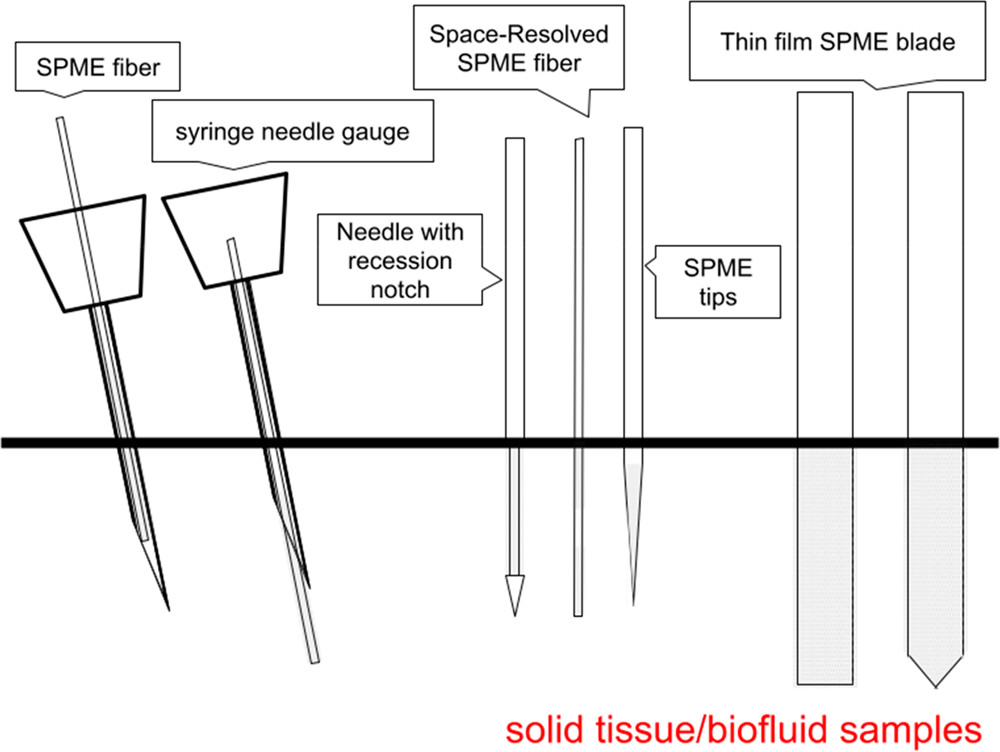 SPME fiber
syringe needle gauge
Space-Resolved
SPME fiber
Thin film SPME blade
Needle with
recession
notch
SPME
tips
solid tissue/biofluid samples